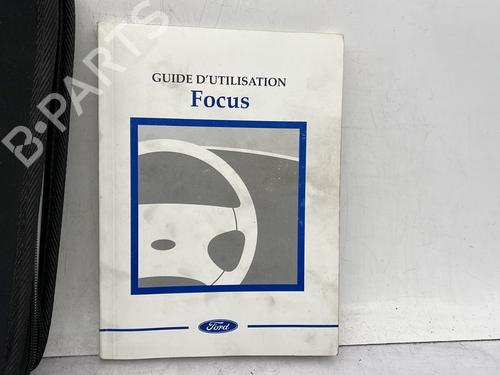 B-PARTS
GUIDE D'UTILISATION
Focus
Ford